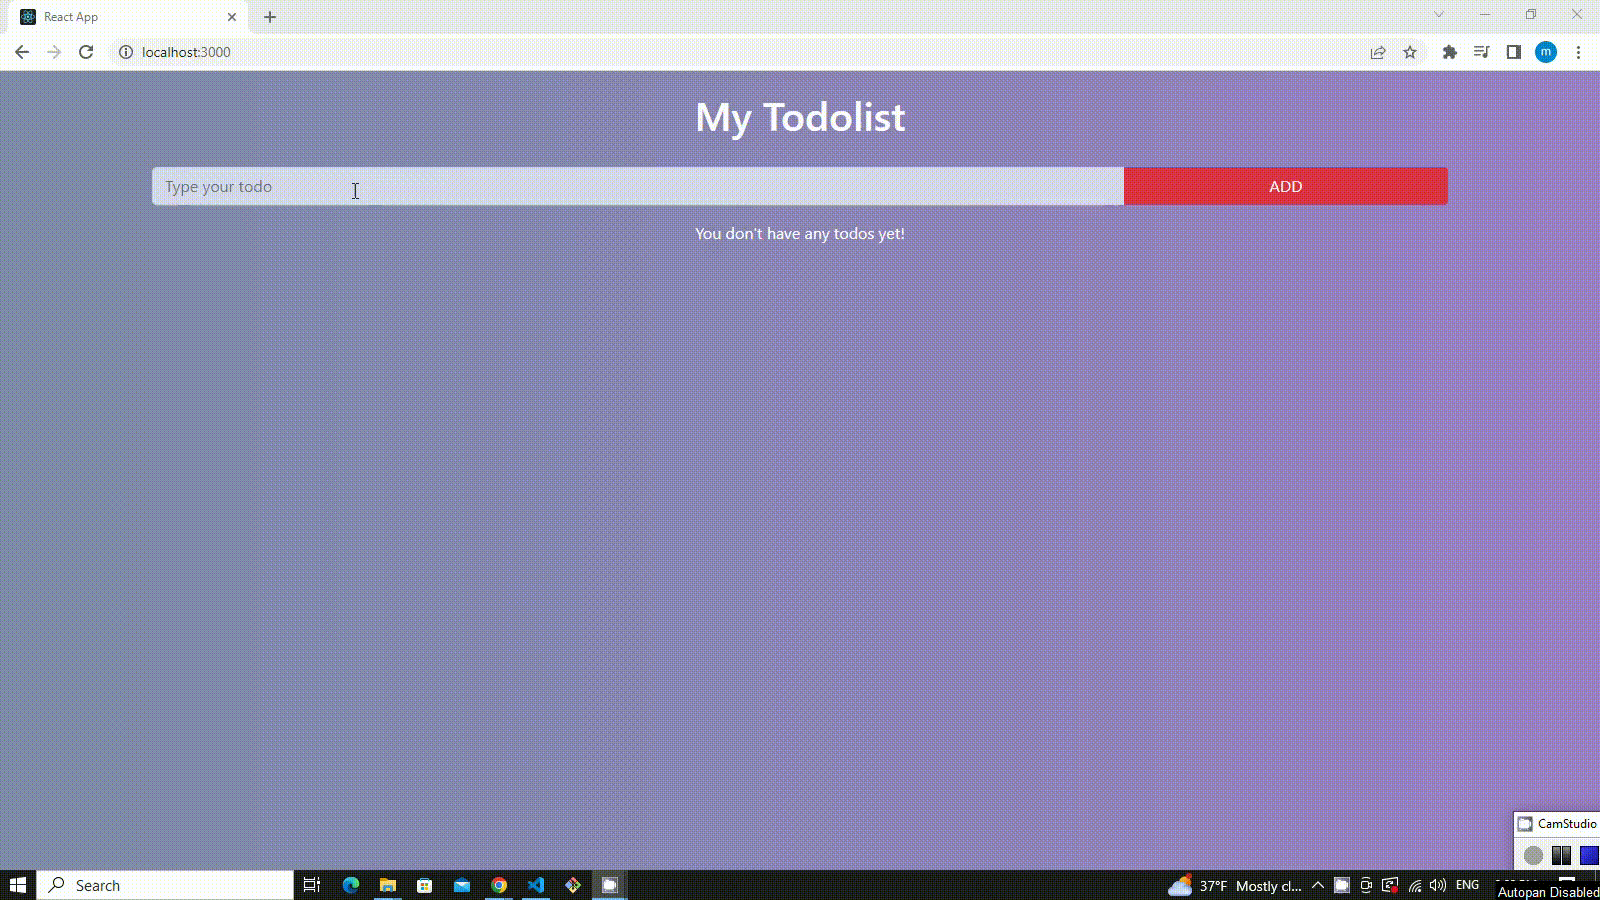 React App
localhost:3000
m
My Todolist
Type your todo
ADD
You don't have any todos yet!
CamStudio
Search
37°F Mostly cl...
ENG
Autopan Disabled